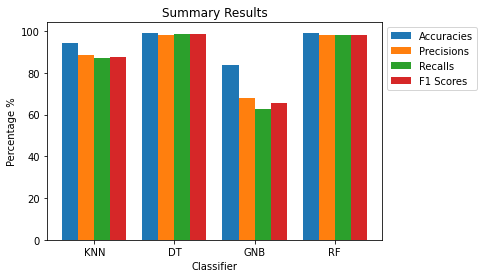 Summary Results
100
80
60
40
20
0
Percentage %
KNN DT GNB RF
Classifier
Accuracies
Precisions
Recalls
F1 Scores